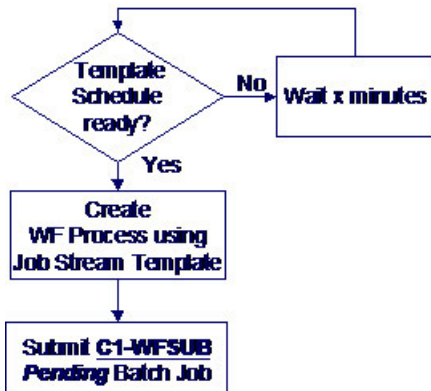 Template
Schedule
ready?
No
Wait x minutes
Yes
Create
WF Process using
Job Stream Template
Submit C1-WFSUB
Pending Batch Job